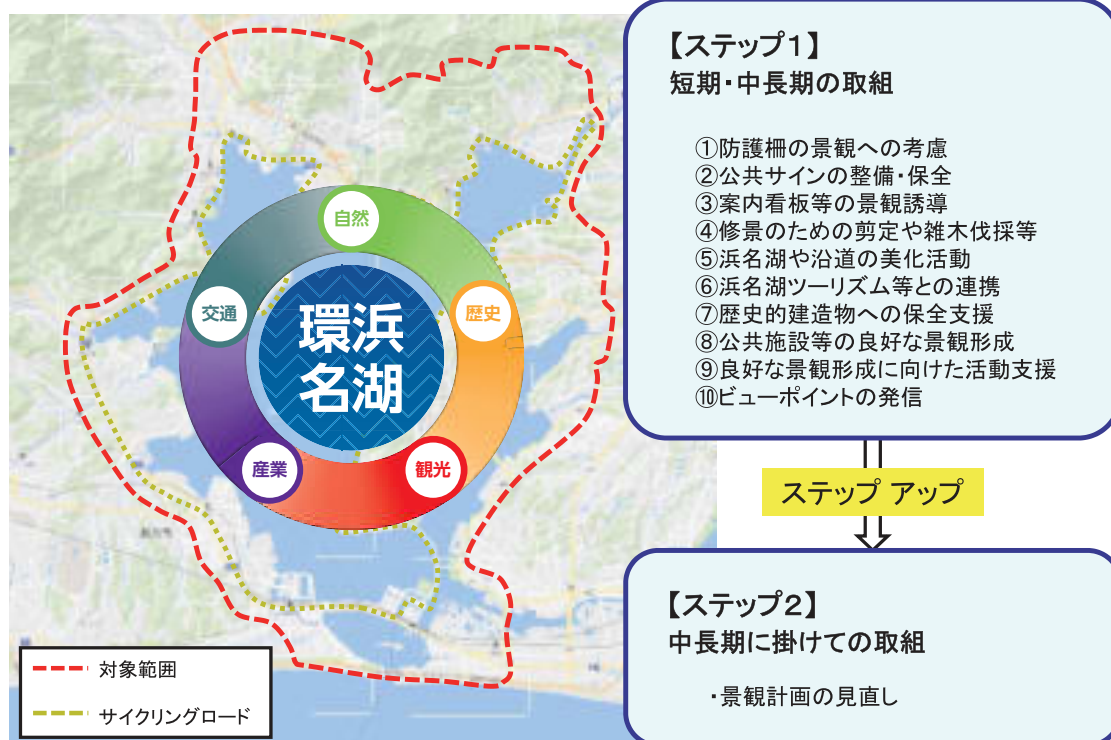 自然
交通
歴史
環浜
名湖
産業
観光
対象範囲
サイクリングロード
【ステップ1】
短期・中長期の取組
①防護柵の景観への考慮
②公共サインの整備・保全
③案内看板等の景観誘導
④修景のための剪定や雑木伐採等
⑤浜名湖や沿道の美化活動
⑥浜名湖ツーリズム等との連携
⑦歴史的建造物への保全支援
⑧公共施設等の良好な景観形成
⑨良好な景観形成に向けた活動支援
⑩ビューポイントの発信
ステップ アップ
【ステップ2】
中長期に掛けての取組
・景観計画の見直し